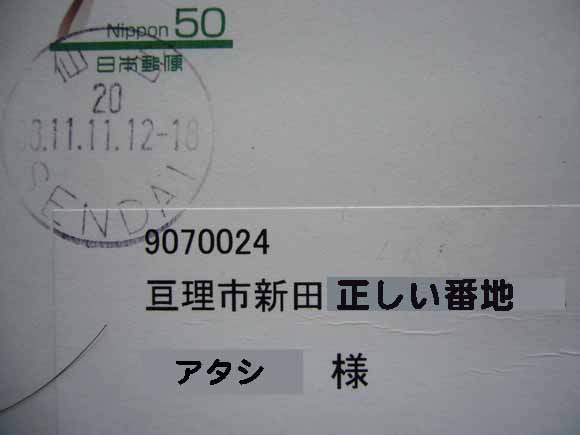 Nippon 50
日本郵便
仙
20
.11.11.12-18
SENDAI
9070024
亘理市新田 正しい番地
アタシ 様